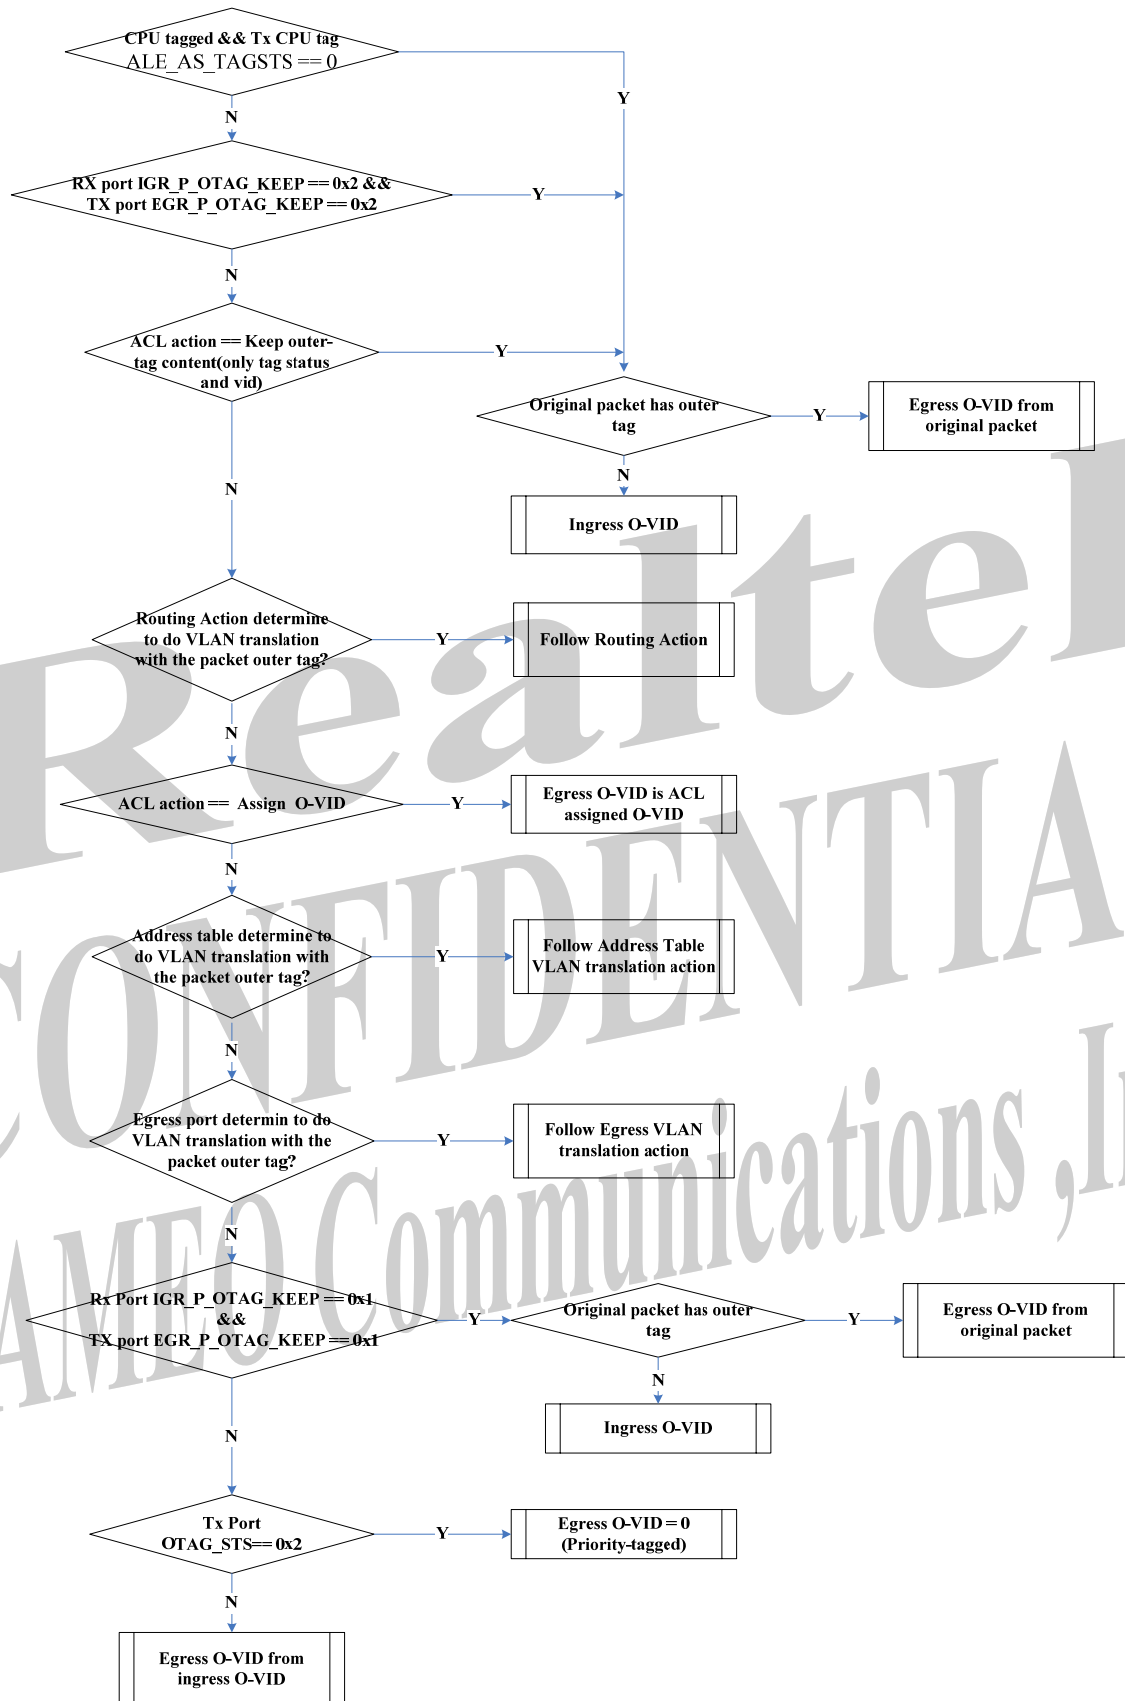 CPU tagged && Tx CPU tag
ALE_AS_TAGSTS == 0
Y
N
RX port IGR_P_OTAG_KEEP == 0x2 &&
TX port EGR_P_OTAG_KEEP == 0x2
Y
N
ACL action == Keep outer-
tag content(only tag status
and vid)
Y
Original packet has outer
tag
Y
Egress O-VID from
original packet
N
N
Ingress O-VID
Routing Action determine
to do VLAN translation
with the packet outer tag?
Y
Follow Routing Action
N
ACL action == Assign O-VID
Y
Egress O-VID is ACL
assigned O-VID
N
Address table determine to
do VLAN translation with
the packet outer tag?
Y
Follow Address Table
VLAN translation action
N
Egress port determin to do
VLAN translation with the
packet outer tag?
Y
Follow Egress VLAN
translation action
N
Rx Port IGR_P_OTAG_KEEP == 0x1
&&
TX port EGR_P_OTAG_KEEP == 0x1
Y
Original packet has outer
tag
Y
Egress O-VID from
original packet
N
Ingress O-VID
N
Tx Port
OTAG_STS== 0x2
Y
Egress O-VID = 0
(Priority-tagged)
N
Egress O-VID from
ingress O-VID
Realtel
CONFIDENTIA
AMEO Communications ,In